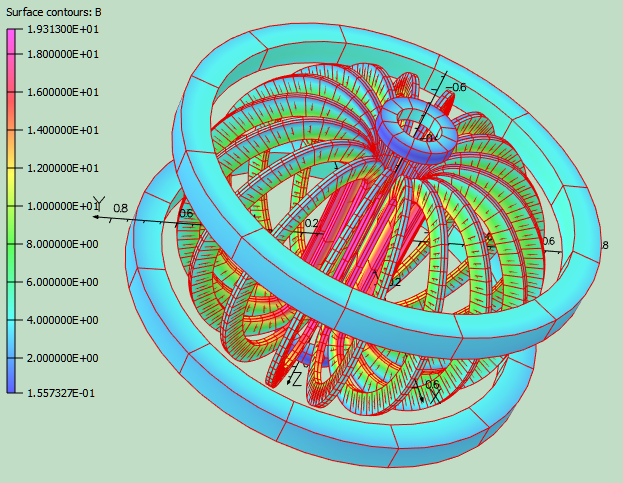 Surface contours: B
1.931300E+01
1.800000E+01
1.600000E+01
1.400000E+01
1.200000E+01
1.000000E+01
8.000000E+00
6.000000E+00
4.000000E+00
2.000000E+00
1.557327E-01
-0.6
Y
0.8
0.6
0.2
0.6
Z
-0.6
X